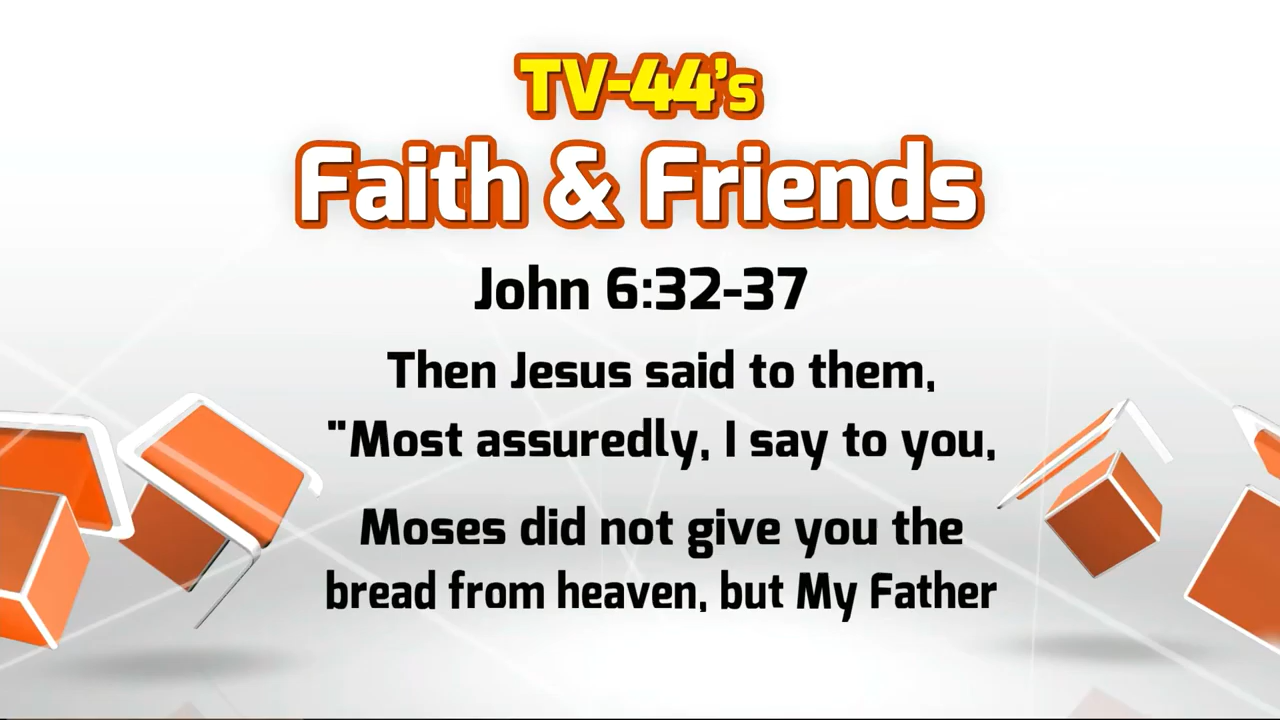 TV-44's
Faith & Friends
John 6:32-37
Then Jesus said to them,
"Most assuredly, I say to you,
Moses did not give you the
bread from heaven, but My Father